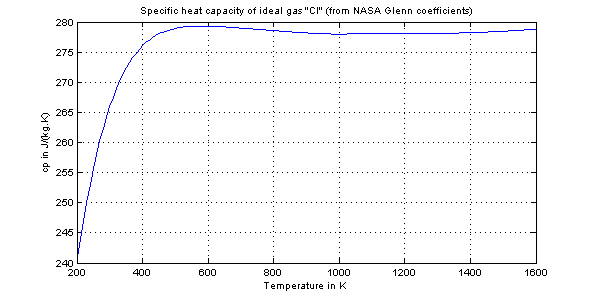 Specific heat capacity of ideal gas "Cl" (from NASA Glenn coefficients)
280
275
270
265
260
255
250
245
240
cp in J/(kg.K)
200 400 600 800 1000 1200 1400 1600
Temperature in K